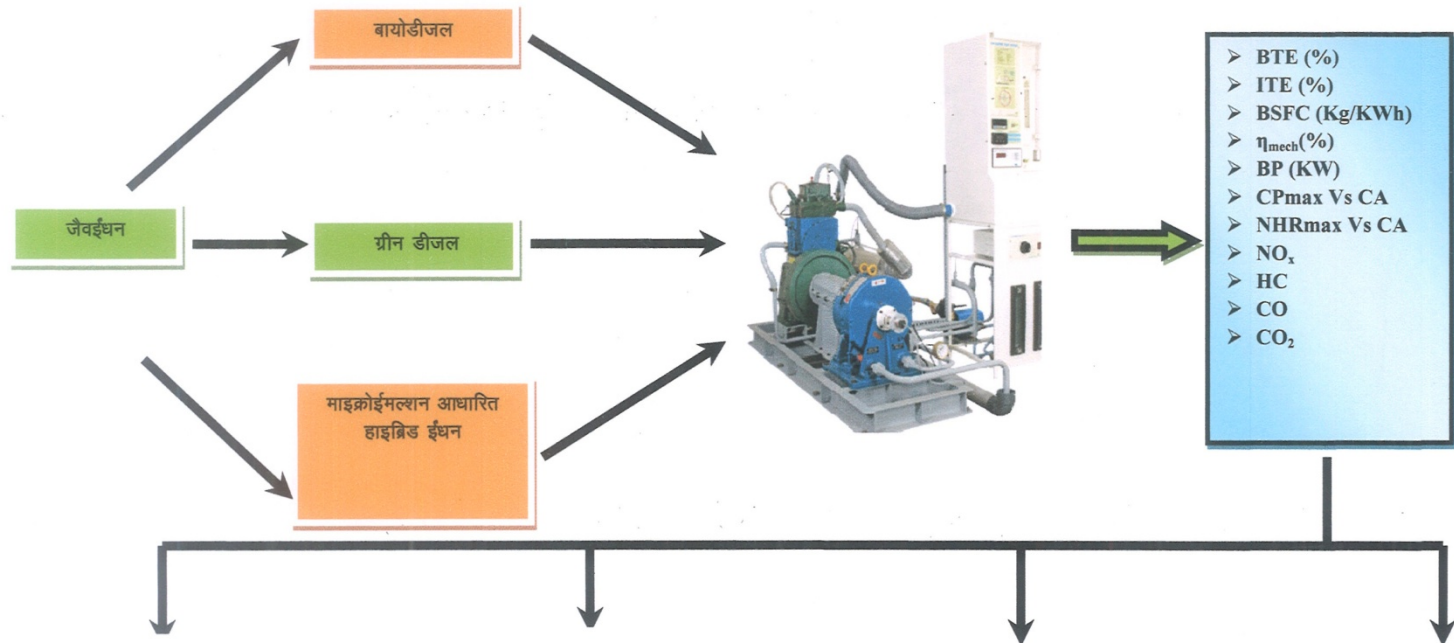 बायोडीजल
जैवईंधन
ग्रीन डीजल
माइक्रोईमल्शन आधारित
हाइब्रिड ईंधन
➢ BTE (%)
➢ ITE (%)
➢ BSFC (Kg/KWh)
➢ ηmech(%)
➢ BP (KW)
➢ CPmax Vs CA
➢ NHRmax Vs CA
➢ NOx
➢ HC
➢ CO
➢ CO₂